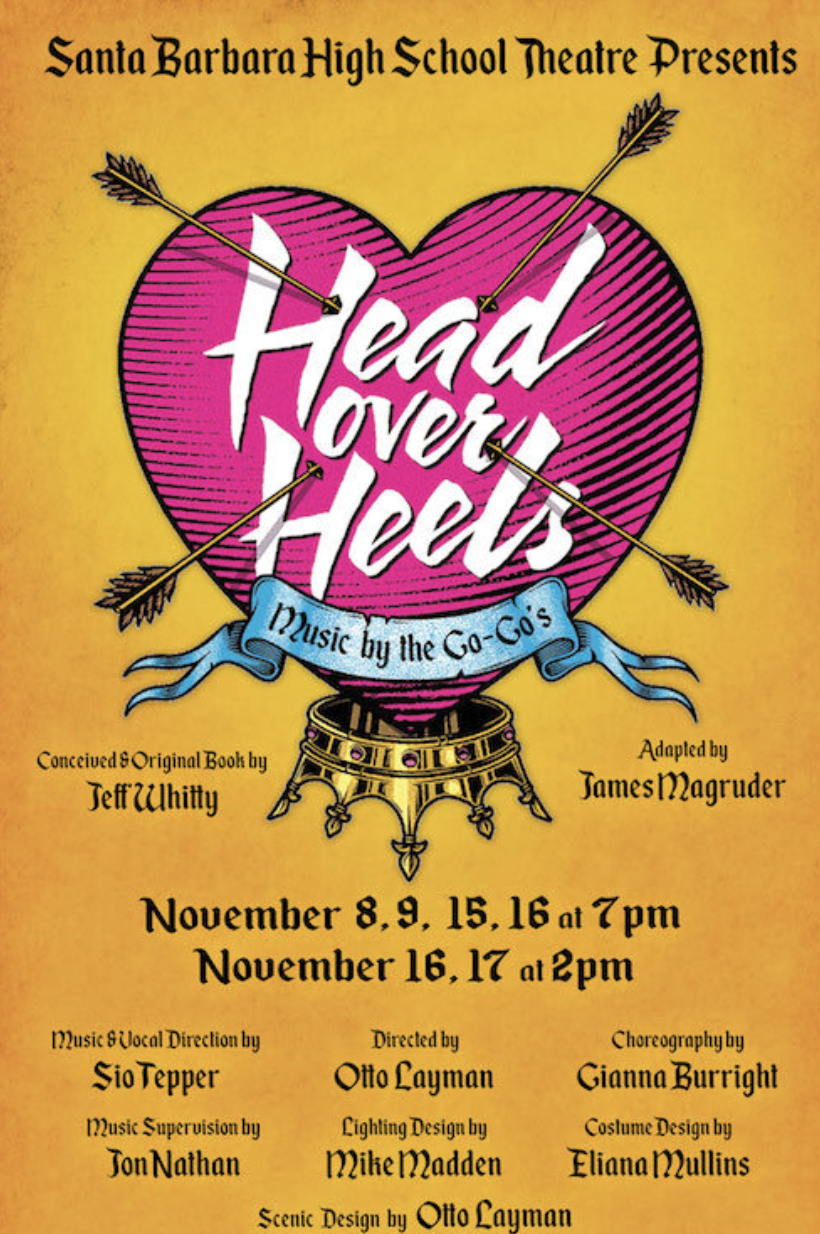 Santa Barbara High School Theatre Presents
Head
over
Heels
Music by the Go-Go's
Conceived & Original Book by
Jeff Whitty
Adapted by
James Magruder
November 8, 9, 15, 16 at 7pm
November 16, 17 at 2pm
Music & Vocal Direction by
Sio Tepper
Directed by
Otto Layman
Choreography by
Gianna Burright
Music Supervision by
Jon Nathan
Lighting Design by
Mike Madden
Costume Design by
Eliana Mullins
Scenic Design by Otto Layman